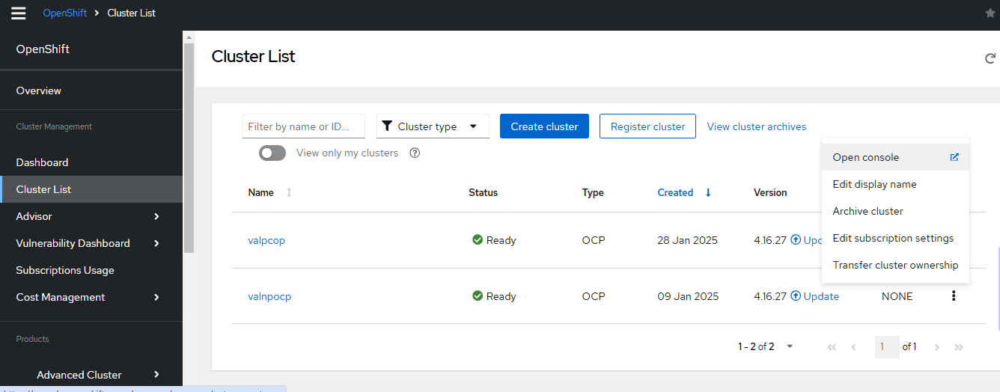 OpenShift > Cluster List
OpenShift
Overview
Cluster Management
Dashboard
Cluster List
Advisor
Vulnerability Dashboard
Subscriptions Usage
Cost Management
Products
Advanced Cluster
Cluster List
Filter by name or ID...
Cluster type
Create cluster
Register cluster
View cluster archives
View only my clusters
Name Status Type Created Version
valpcop Ready OCP 28 Jan 2025 4.16.27
valnpocp Ready OCP 09 Jan 2025 4.16.27 Update NONE
Open console
Edit display name
Archive cluster
Edit subscription settings
Transfer cluster ownership
1 - 2 of 2
1 of 1